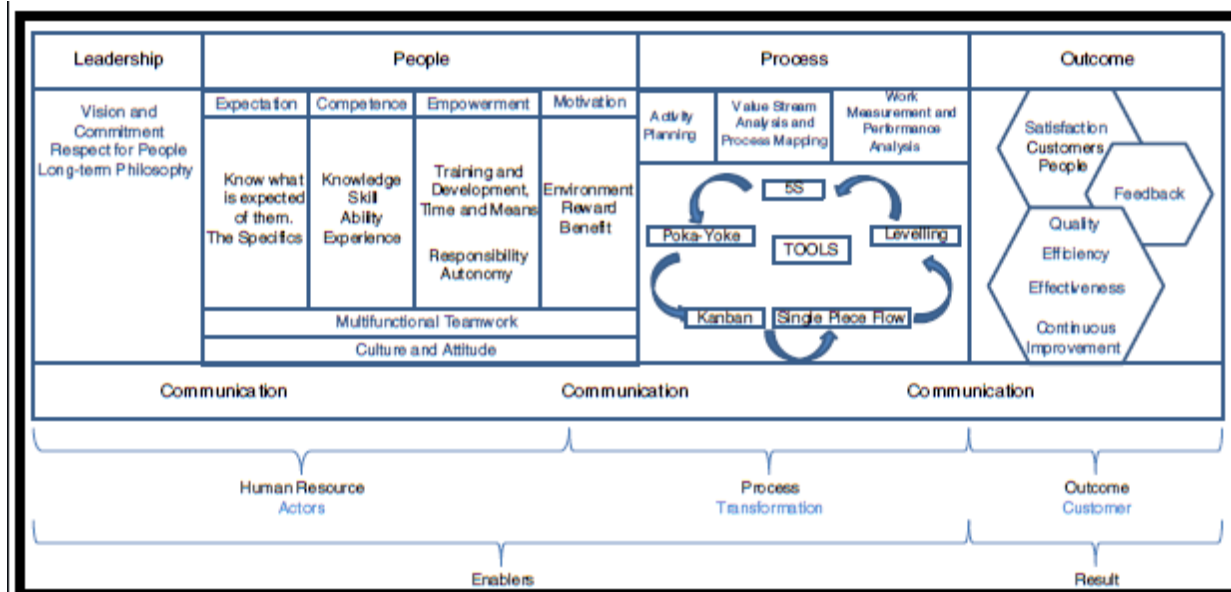 Leadership
People
Process
Outcome
Vision and
Commitment
Respect for People
Long-term Philosophy
Expectation
Competence
Empowerment
Motivation
Know what
is expected
of them.
The Specifics
Knowledge
Skill
Ability
Experience
Training and
Development,
Time and Means
Responsibility
Autonomy
Environment
Reward
Benefit
Multifunctional Teamwork
Culture and Attitude
Activity
Planning
Value Stream
Analysis and
Process Mapping
Work
Measurement and
Performance
Analysis
5S
Poka-Yoke
Levelling
TOOLS
Kanban
Single Piece Flow
Satisfaction
Customers
People
Feedback
Quality
Efficiency
Effectiveness
Continuous
Improvement
Communication
Communication
Communication
Human Resource
Actors
Process
Transformation
Outcome
Customer
Enablers
Result